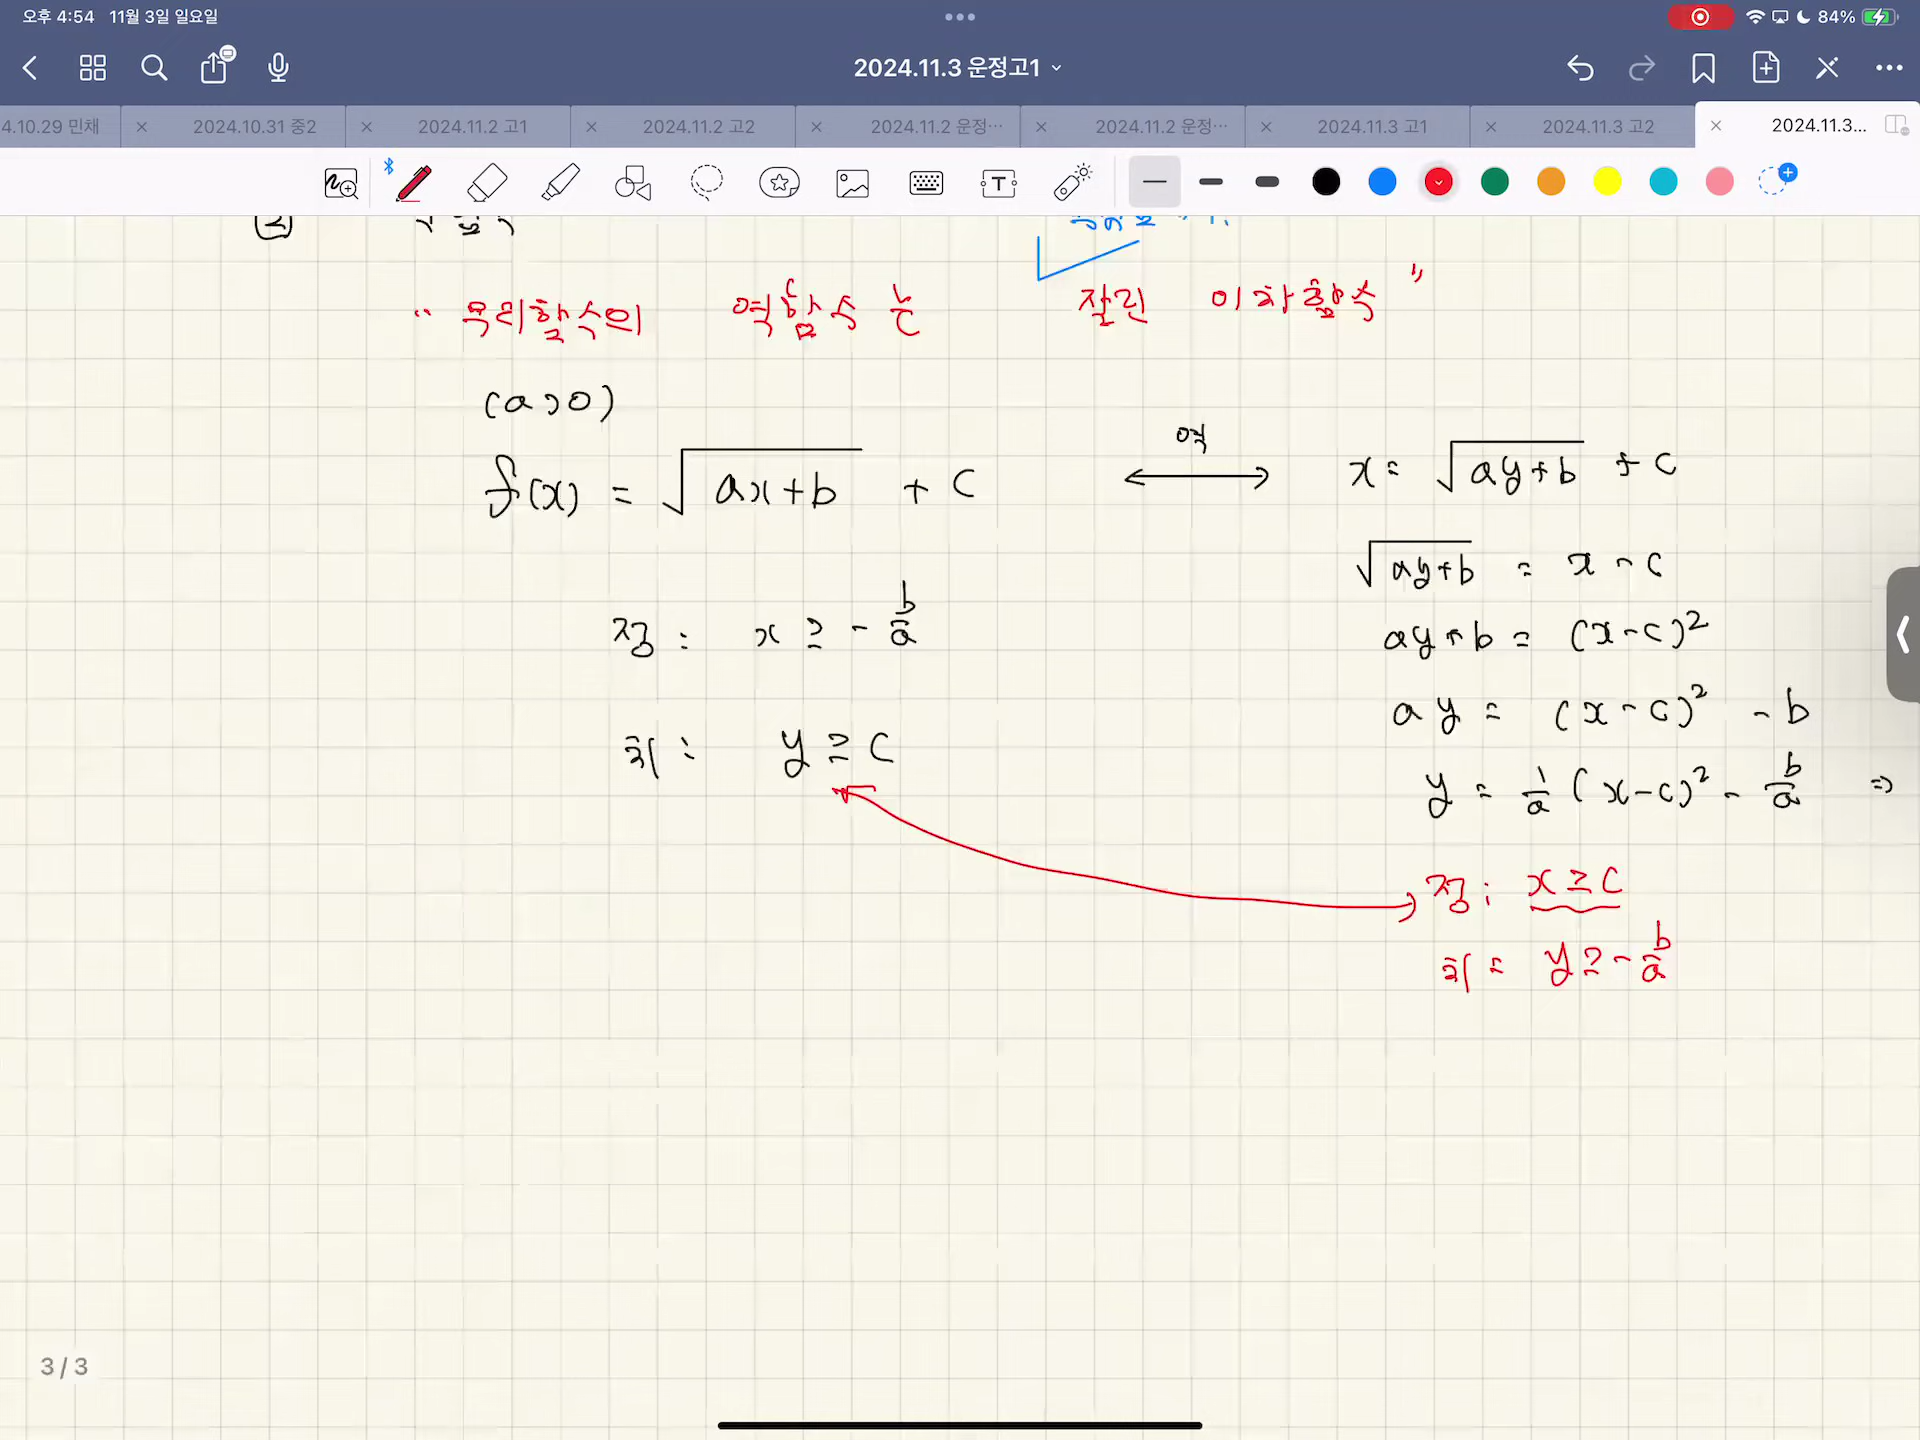 오후 4:54 11월 3일 일요일
84%
2024.11.3 운정고1
4.10.29 민채
2024.10.31 중2
2024.11.2 고1
2024.11.2 고2
2024.11.2 운정…
2024.11.2 운정…
2024.11.3 고1
2024.11.3 고2
2024.11.3...
“ 무리함수의 역함수는 잘린 이차함수 ”
(a>0)
f(x) = √(ax+b) + c
역
x = √(ay+b) + c
√(ay+b) = x-c
정: x ≥ -b/a
ay+b = (x-c)²
치: y ≥ c
ay = (x-c)² - b
y = 1/a (x-c)² - b/a ⇒
정: x ≥ c
치: y ≥ -b/a
3 / 3